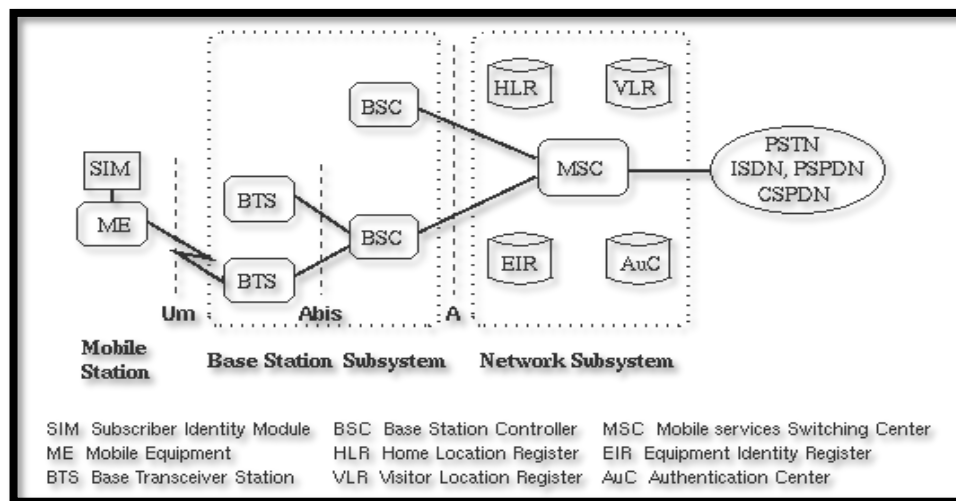 HLR VLR
BSC
PSTN
ISDN, PSPDN
CSPDN
SIM
MSC
BTS
ME
BSC
EIR AuC
BTS
Um Abis A
Mobile
Station
Base Station Subsystem Network Subsystem
SIM Subscriber Identity Module BSC Base Station Controller MSC Mobile services Switching Center
ME Mobile Equipment HLR Home Location Register EIR Equipment Identity Register
BTS Base Transceiver Station VLR Visitor Location Register AuC Authentication Center